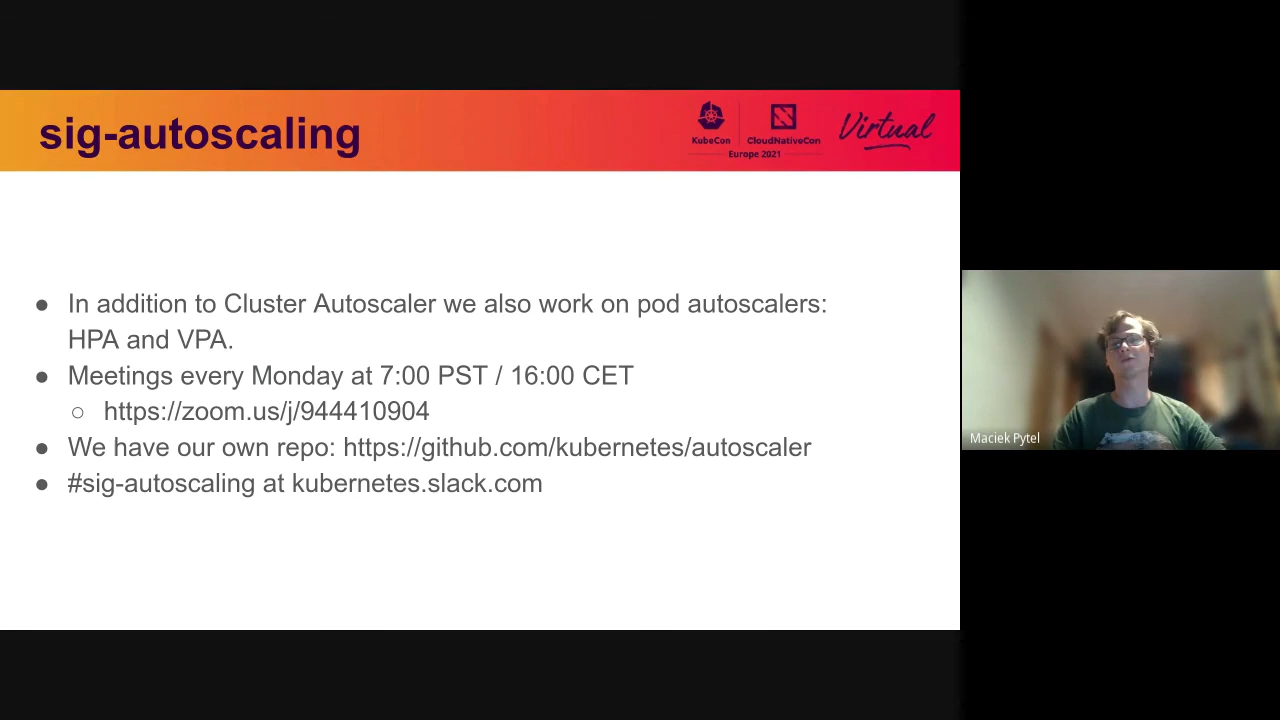 sig-autoscaling
KubeCon
CloudNativeCon
Europe 2021
Virtual
● In addition to Cluster Autoscaler we also work on pod autoscalers:
HPA and VPA.
● Meetings every Monday at 7:00 PST / 16:00 CET
○ https://zoom.us/j/944410904
● We have our own repo: https://github.com/kubernetes/autoscaler
● #sig-autoscaling at kubernetes.slack.com
Maciek Pytel